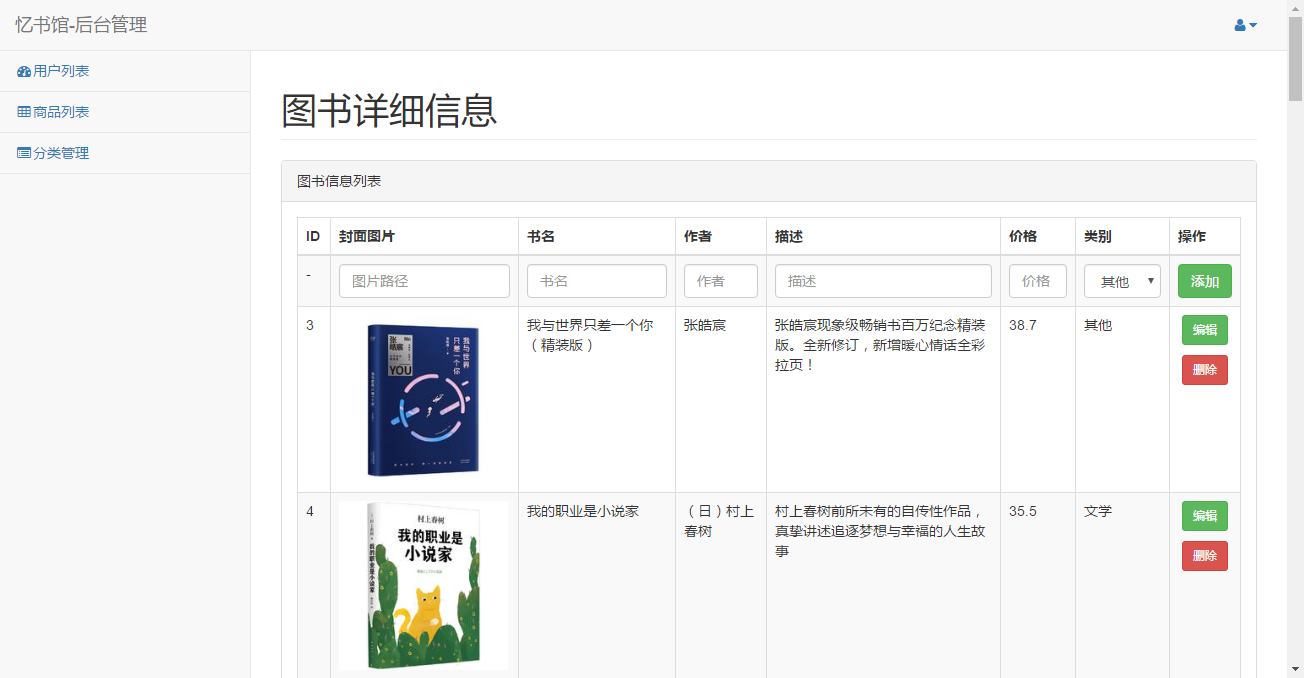 忆书馆-后台管理
用户列表
商品列表
分类管理
图书详细信息
图书信息列表
ID 封面图片 书名 作者 描述 价格 类别 操作
- 图片路径 书名 作者 描述 价格 其他 添加
3 我与世界只差一个你 张皓宸 张皓宸现象级畅销书百万纪念精装 38.7 其他 编辑
（精装版） 版。全新修订，新增暖心情话全彩
拉页！ 删除
张皓宸
我与世界
只差一个你
YOU
4 我的职业是小说家 （日）村上 村上春树前所未有的自传性作品， 35.5 文学 编辑
春树 真挚讲述追逐梦想与幸福的人生故
事 删除
村上春树
我的职业是
小说家
我的职业是小说家